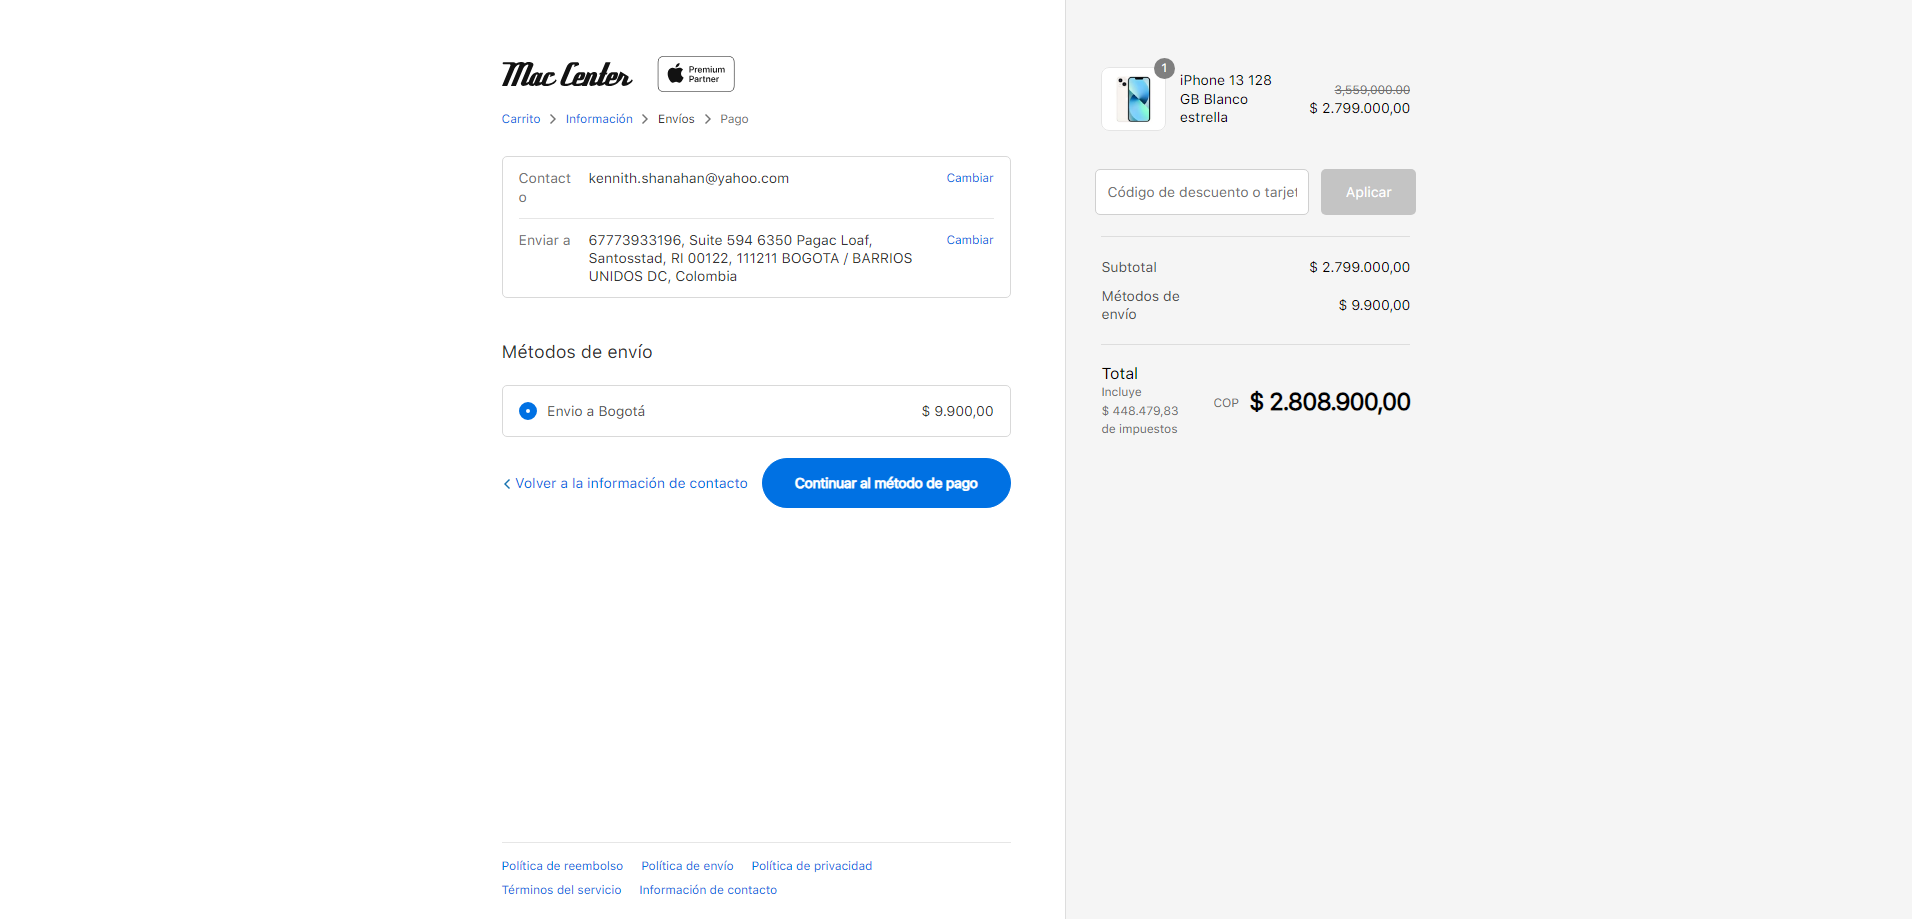 Mac Center
Premium
Partner
Carrito > Información > Envíos > Pago
Contact
o
kennith.shanahan@yahoo.com
Cambiar
Enviar a
67773933196, Suite 594 6350 Pagac Loaf,
Santosstad, RI 00122, 111211 BOGOTA / BARRIOS
UNIDOS DC, Colombia
Cambiar
Métodos de envío
Envio a Bogotá
$ 9.900,00
Volver a la información de contacto
Continuar al método de pago
Política de reembolso
Política de envío
Política de privacidad
Términos del servicio
Información de contacto
1
iPhone 13 128
GB Blanco
estrella
3,559,000.00
$ 2.799.000,00
Código de descuento o tarjet
Aplicar
Subtotal
$ 2.799.000,00
Métodos de
envío
$ 9.900,00
Total
Incluye
$ 448.479,83
de impuestos
COP $ 2.808.900,00